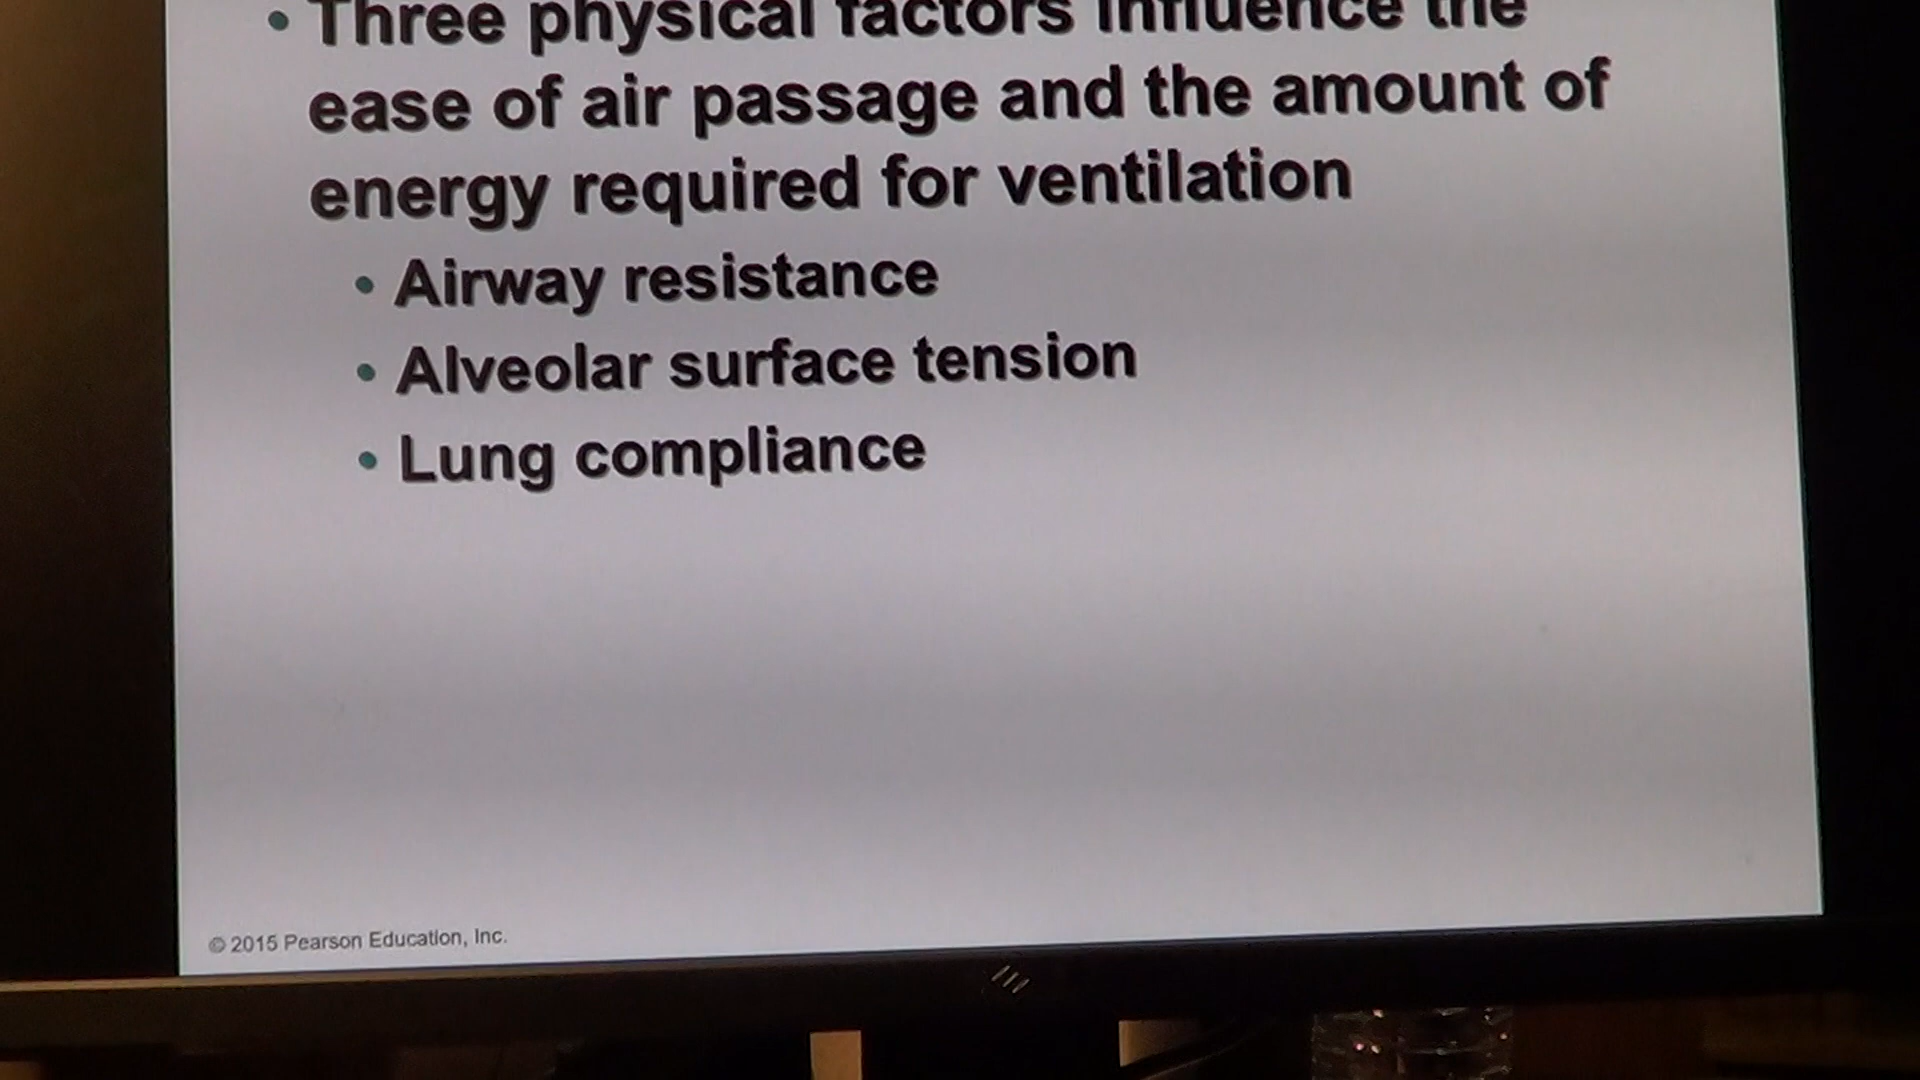 • Three physical factors influence the
ease of air passage and the amount of
energy required for ventilation
• Airway resistance
• Alveolar surface tension
• Lung compliance
© 2015 Pearson Education, Inc.